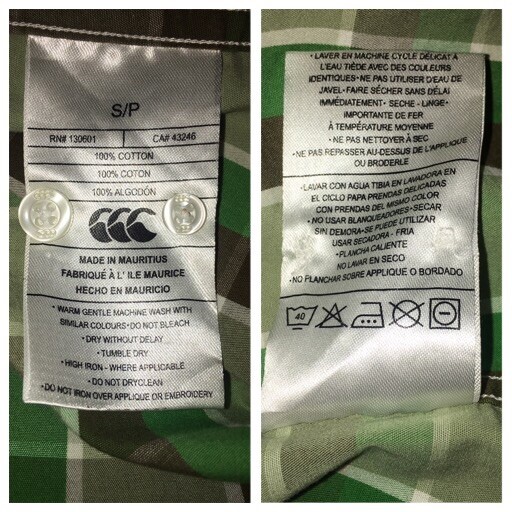 S/P
RN# 130601 CA# 43246
100% COTTON
100% COTTON
100% ALGODÓN
MADE IN MAURITIUS
FABRIQUÉ À L' ILE MAURICE
HECHO EN MAURICIO
• WARM GENTLE MACHINE WASH WITH
SIMILAR COLOURS • DO NOT BLEACH
• DRY WITHOUT DELAY
• TUMBLE DRY
• HIGH IRON - WHERE APPLICABLE
• DO NOT DRYCLEAN
• DO NOT IRON OVER APPLIQUE OR EMBROIDERY
• LAVER EN MACHINE CYCLE DÉLICAT À
L'EAU TIÈDE AVEC DES COULEURS
IDENTIQUES • NE PAS UTILISER D'EAU DE
JAVEL • FAIRE SÉCHER SANS DÉLAI
IMMÉDIATEMENT • SECHE - LINGE •
IMPORTANTE DE FER
À TEMPÉRATURE MOYENNE
• NE PAS NETTOYER À SEC
• NE PAS REPASSER AU-DESSUS DE L'APPLIQUE
OU BRODERLE
• LAVAR CON AGUA TIBIA EN LAVADORA EN
EL CICLO PAPA PRENDAS DELICADAS
CON PRENDAS DEL MISMO COLOR
• NO USAR BLANQUEADORES • SECAR
SIN DEMORA • SE PUEDE UTILIZAR
USAR SECADORA - FRIA
• PLANCHA CALIENTE
NO LAVAR EN SECO
• NO PLANCHAR SOBRE APPLIQUE O BORDADO
40